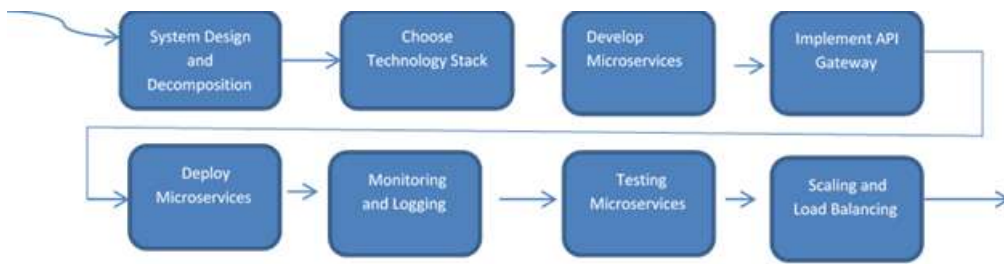 System Design
and
Decomposition
Choose
Technology Stack
Develop
Microservices
Implement API
Gateway
Deploy
Microservices
Monitoring
and Logging
Testing
Microservices
Scaling and
Load Balancing